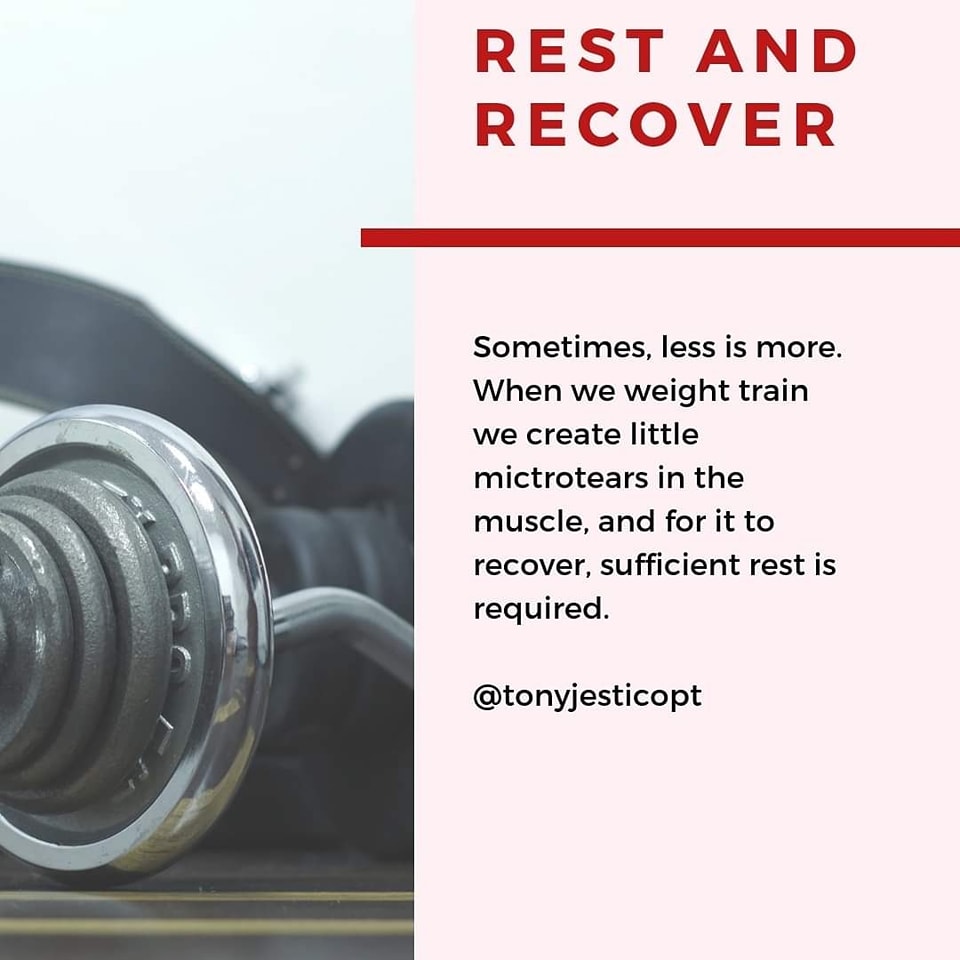 REST AND
RECOVER
Sometimes, less is more.
When we weight train
we create little
mictrotears in the
muscle, and for it to
recover, sufficient rest is
required.
@tonyjesticopt